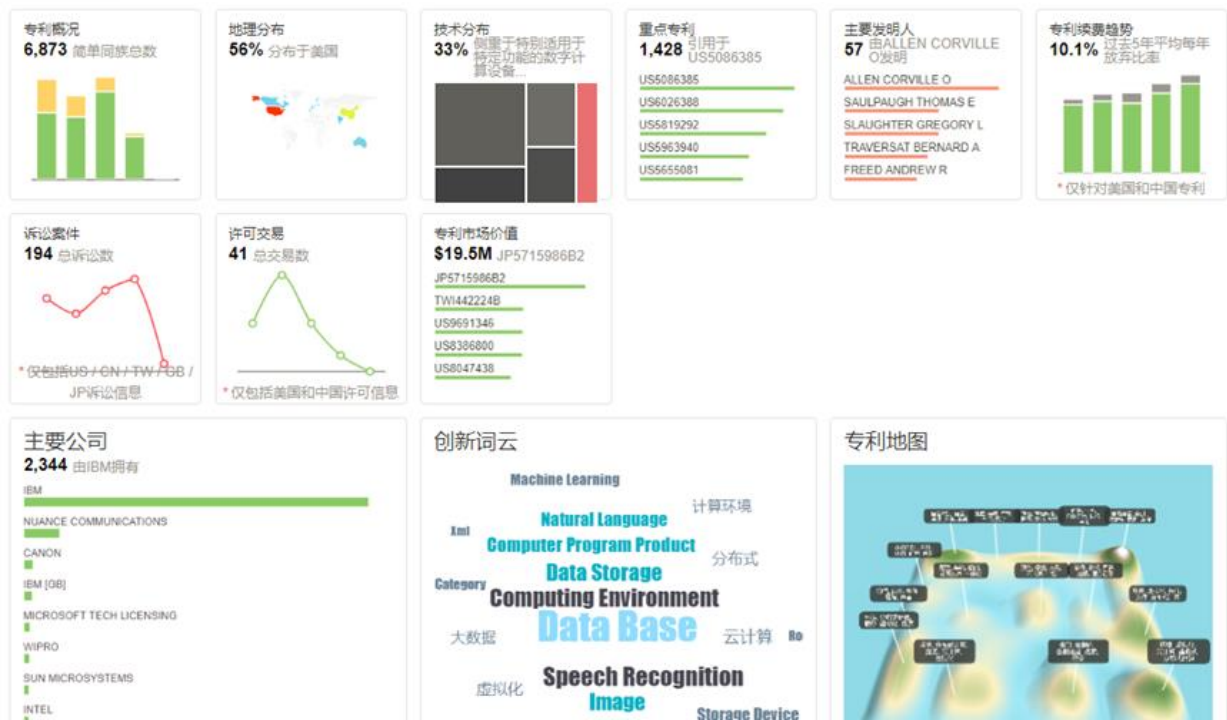 专利概况
6,873 简单同族总数
地理分布
56% 分布于美国
技术分布
33% 侧重于特别适用于
特定功能的数字计
算设备...
重点专利
1,428 引用于
US5086385
US5086385
US6026388
US5819292
US5963940
US5655081
主要发明人
57 由ALLEN CORVILLE
O发明
ALLEN CORVILLE O
SAULPAUGH THOMAS E
SLAUGHTER GREGORY L
TRAVERSAT BERNARD A
FREED ANDREW R
专利续费趋势
10.1% 过去5年平均每年
放弃比率
* 仅针对美国和中国专利
诉讼案件
194 总诉讼数
* 仅包括US / CN / TW / GB /
JP诉讼信息
许可交易
41 总交易数
* 仅包括美国和中国许可信息
专利市场价值
$19.5M JP5715986B2
JP5715986B2
TWI442224B
US9691346
US8386800
US8047438
主要公司
2,344 由IBM拥有
IBM
NUANCE COMMUNICATIONS
CANON
IBM [GB]
MICROSOFT TECH LICENSING
WIPRO
SUN MICROSYSTEMS
INTEL
创新词云
Machine Learning
计算环境
Natural Language
Xml
Computer Program Product
分布式
Data Storage
Category
Computing Environment
Data Base
大数据
云计算
Ro
Speech Recognition
虚拟化
Image
Storage Device
专利地图